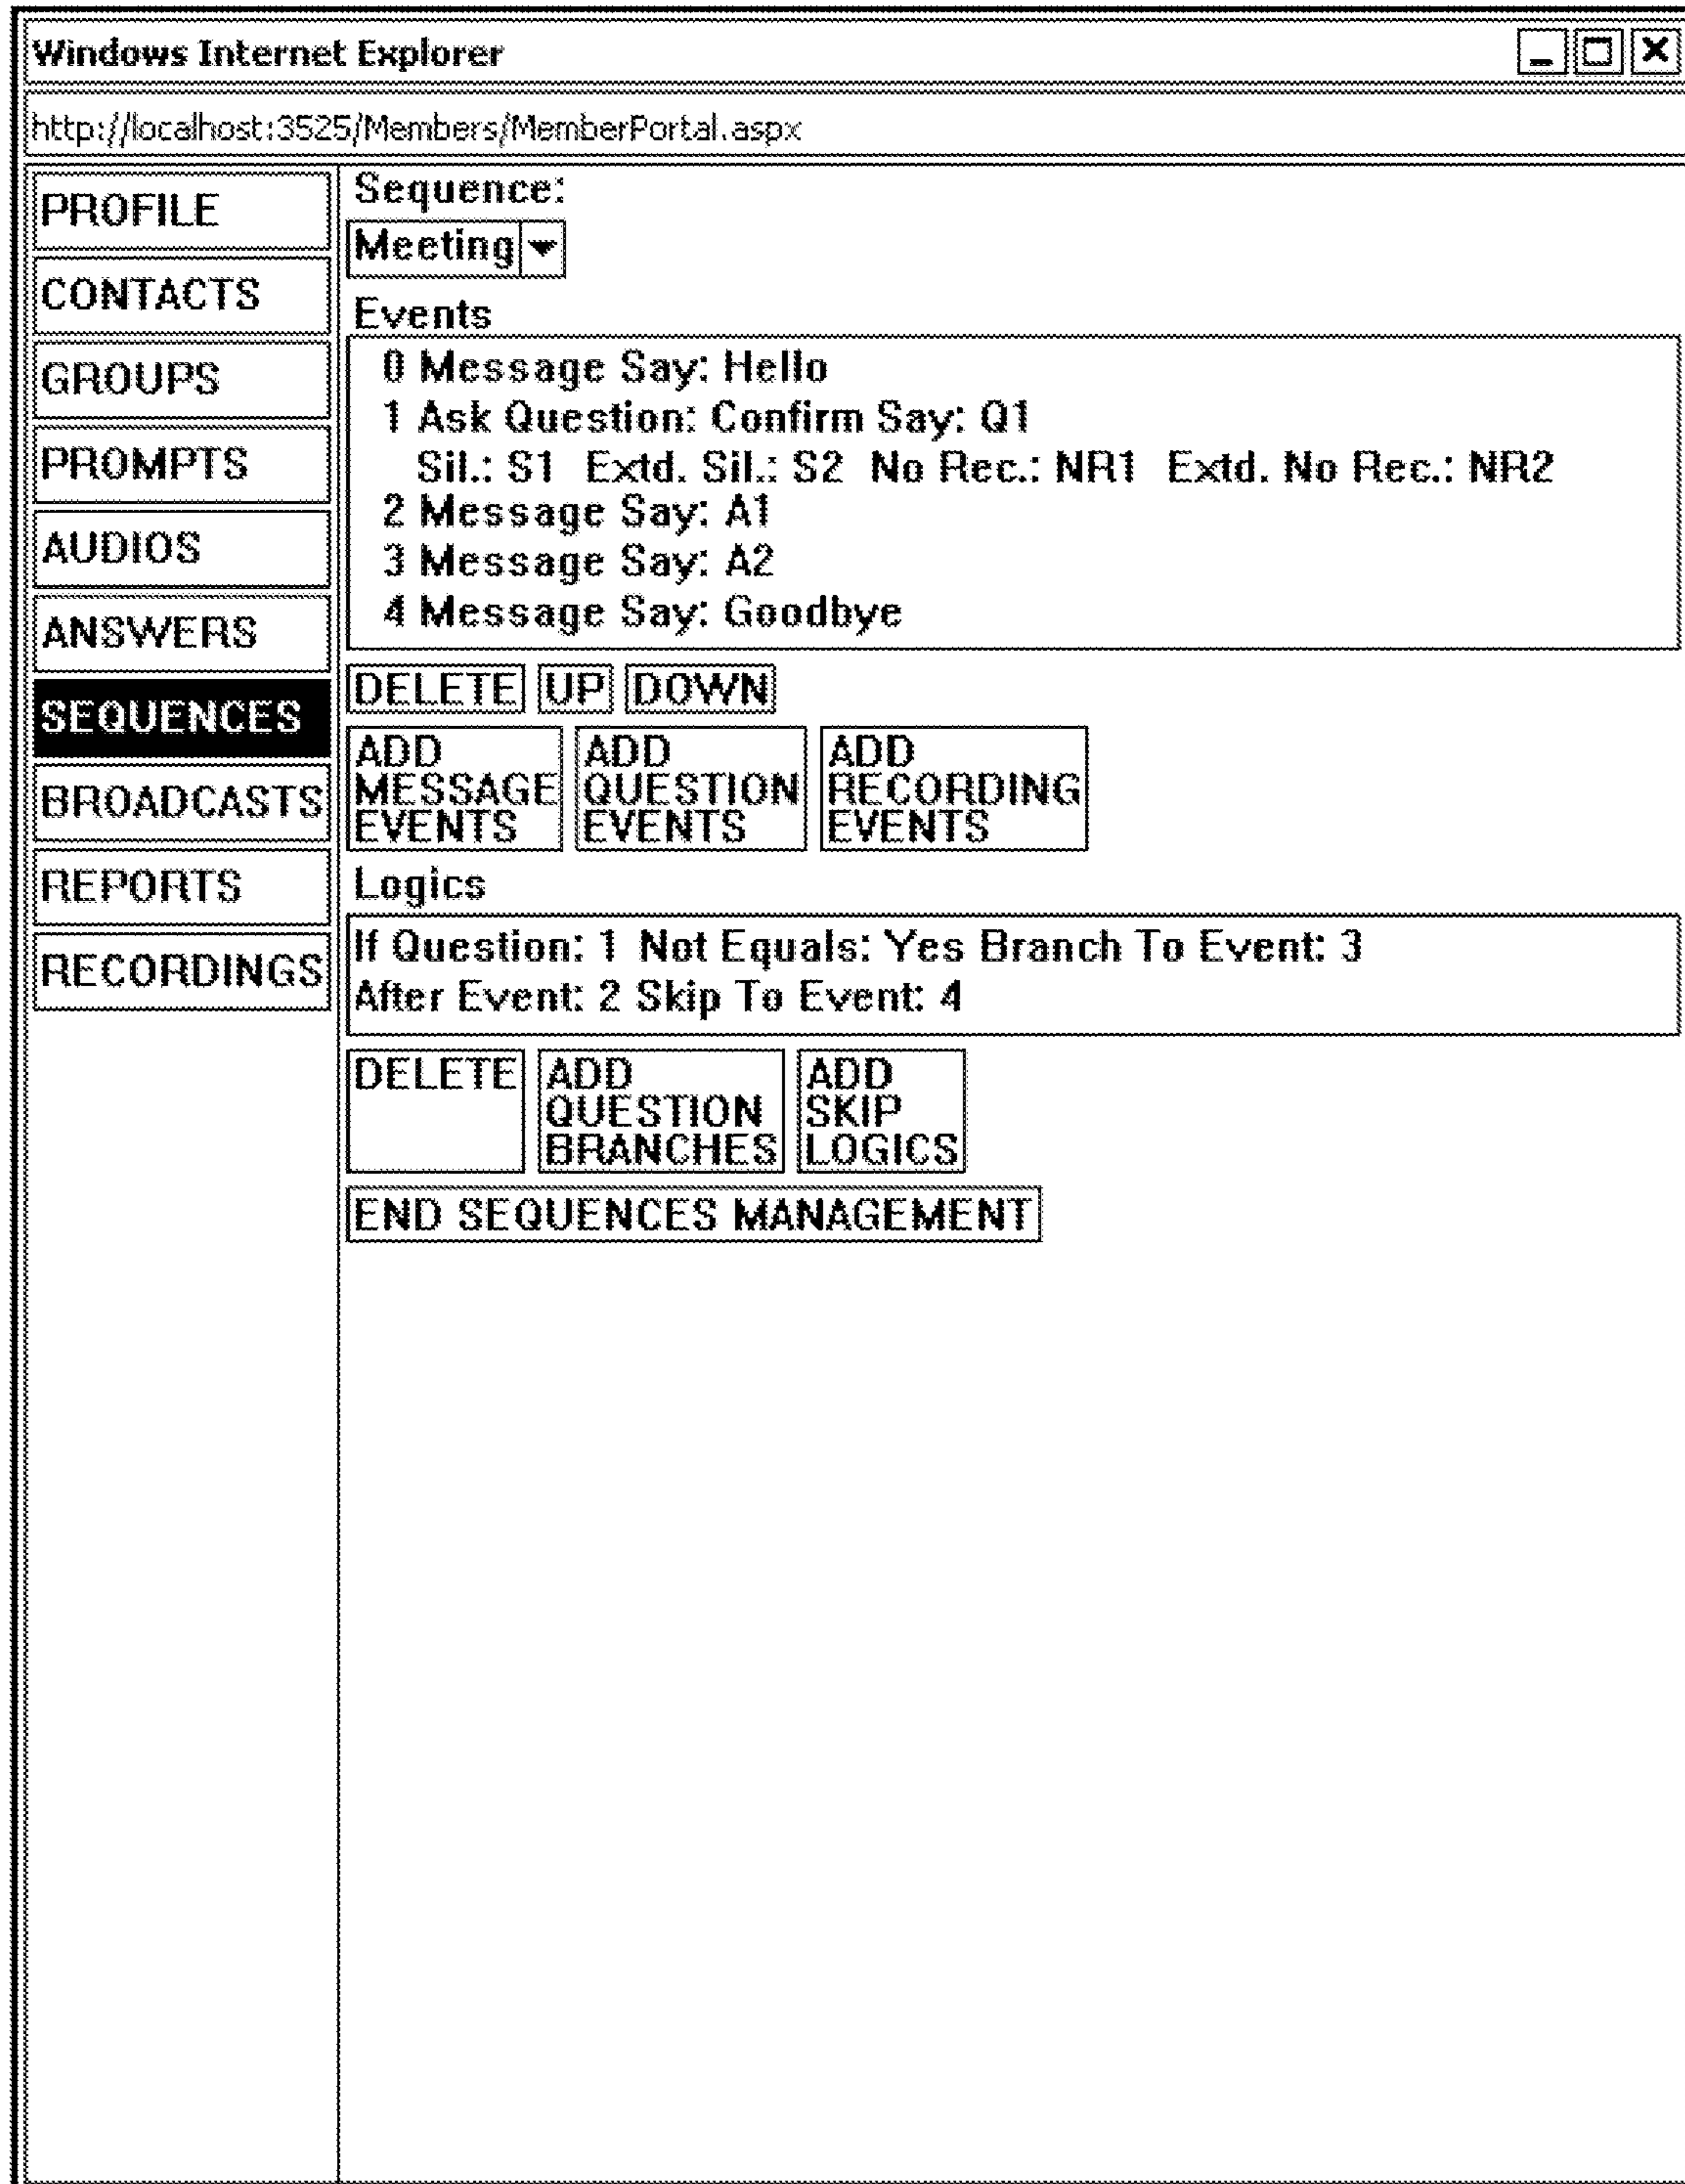 Windows Internet Explorer
http://localhost:3525/Members/MemberPortal.aspx
PROFILE
CONTACTS
GROUPS
PROMPTS
AUDIOS
ANSWERS
SEQUENCES
BROADCASTS
REPORTS
RECORDINGS
Sequence:
Meeting
Events
0 Message Say: Hello
1 Ask Question: Confirm Say: Q1
Sil.: S1 Extd. Sil.: S2 No Rec.: NR1 Extd. No Rec.: NR2
2 Message Say: A1
3 Message Say: A2
4 Message Say: Goodbye
DELETE UP DOWN
ADD MESSAGE EVENTS
ADD QUESTION EVENTS
ADD RECORDING EVENTS
Logics
If Question: 1 Not Equals: Yes Branch To Event: 3
After Event: 2 Skip To Event: 4
DELETE
ADD QUESTION BRANCHES
ADD SKIP LOGICS
END SEQUENCES MANAGEMENT